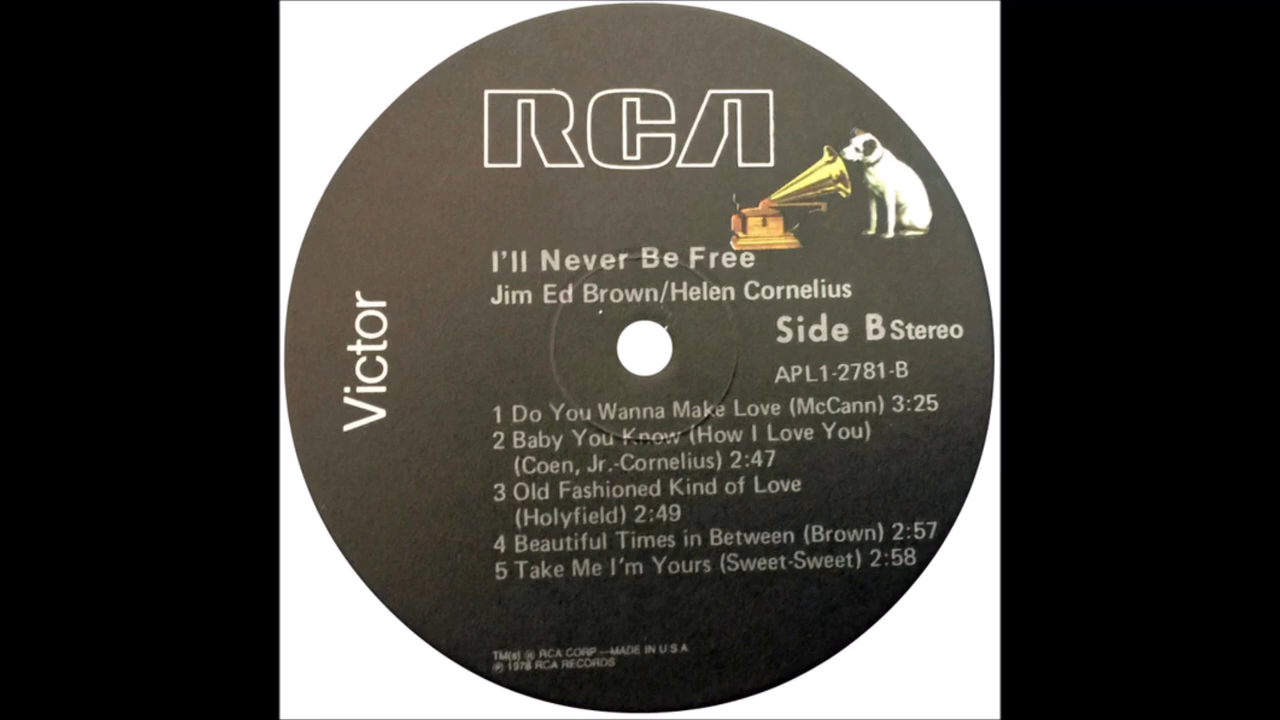 RCA
Victor
I'll Never Be Free
Jim Ed Brown/Helen Cornelius
Side B Stereo
APL1-2781-B
1 Do You Wanna Make Love (McCann) 3:25
2 Baby You Know (How I Love You)
(Coen, Jr.-Cornelius) 2:47
3 Old Fashioned Kind of Love
(Holyfield) 2:49
4 Beautiful Times in Between (Brown) 2:57
5 Take Me I'm Yours (Sweet-Sweet) 2:58
TM(s) ® RCA CORP—MADE IN U S A
℗ 1978 RCA RECORDS